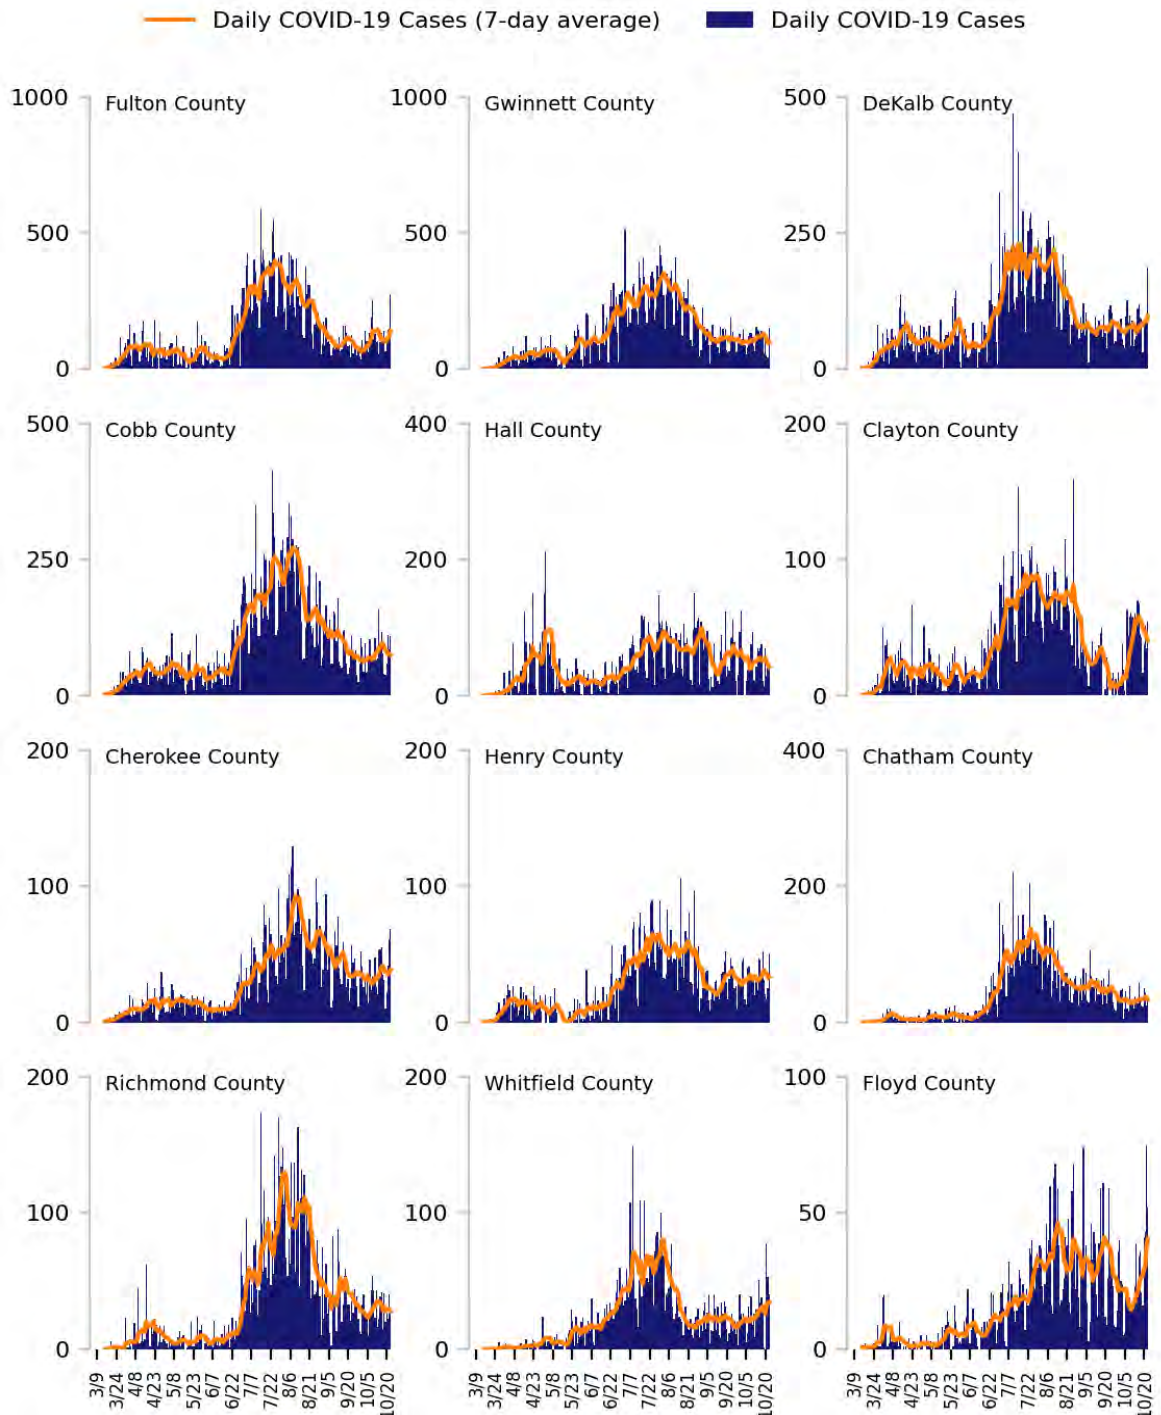 Daily COVID-19 Cases (7-day average) Daily COVID-19 Cases
1000 Fulton County 1000 Gwinnett County 500 DeKalb County
500 500 250
0 0 0
500 Cobb County 400 Hall County 200 Clayton County
250 200 100
0 0 0
200 Cherokee County 200 Henry County 400 Chatham County
100 100 200
0 0 0
200 Richmond County 200 Whitfield County 100 Floyd County
100 100 50
0 0 0
3/9 3/24 4/8 4/23 5/8 5/23 6/7 6/22 7/7 7/22 8/6 8/21 9/5 9/20 10/5 10/20 3/9 3/24 4/8 4/23 5/8 5/23 6/7 6/22 7/7 7/22 8/6 8/21 9/5 9/20 10/5 10/20 3/9 3/24 4/8 4/23 5/8 5/23 6/7 6/22 7/7 7/22 8/6 8/21 9/5 9/20 10/5 10/20